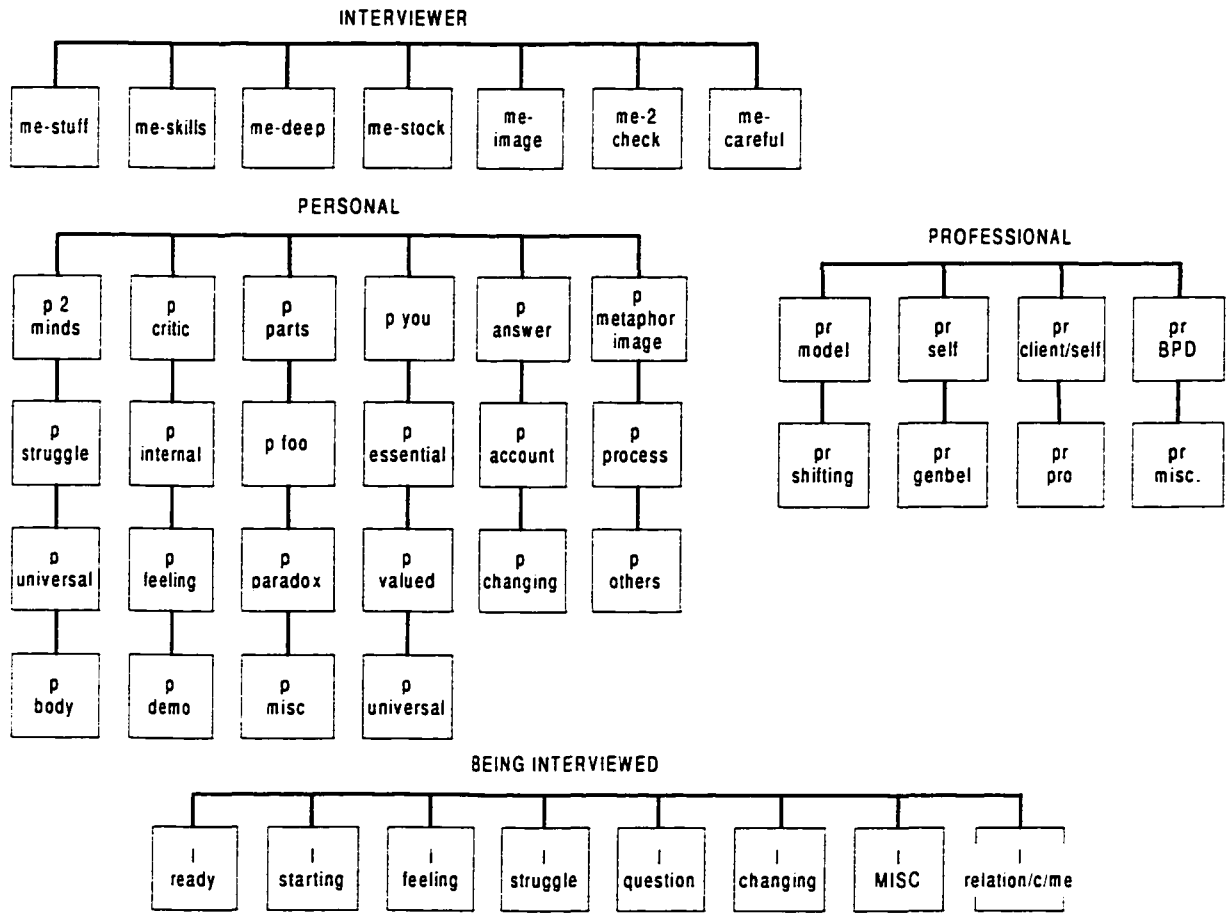 INTERVIEWER
me-stuff
me-skills
me-deep
me-stock
me-
image
me-2
check
me-
careful
PERSONAL
p 2
minds
p
critic
p
parts
p you
p
answer
p
metaphor
image
p
struggle
p
internal
p foo
p
essential
p
account
p
process
p
universal
p
feeling
p
paradox
p
valued
p
changing
p
others
p
body
p
demo
p
misc
p
universal
PROFESSIONAL
pr
model
pr
self
pr
client/self
pr
BPD
pr
shifting
pr
genbel
pr
pro
pr
misc.
BEING INTERVIEWED
I
ready
I
starting
I
feeling
I
struggle
I
question
I
changing
I
MISC
I
relation/c/me